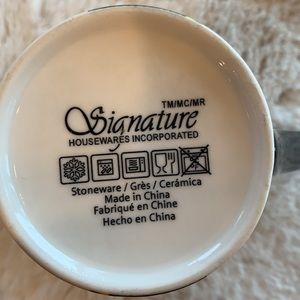 TM/MC/MR
Signature
HOUSEWARES INCORPORATED
Stoneware / Grès / Cerámica
Made in China
Fabriqué en Chine
Hecho en China